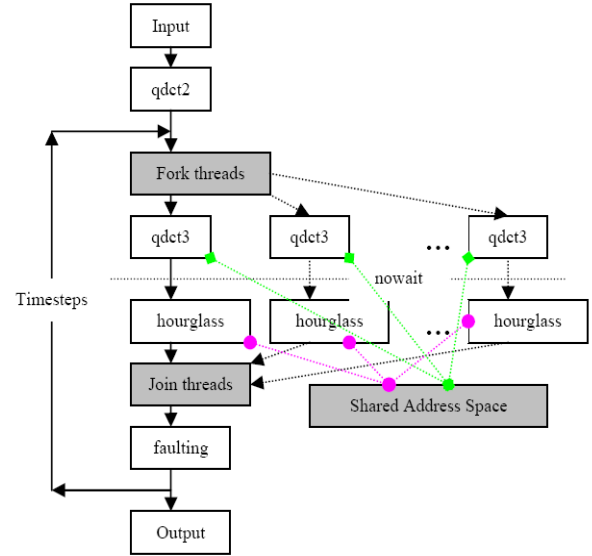 Input
qdct2
Fork threads
qdct3
qdct3
...
qdct3
nowait
Timesteps
hourglass
hourglass
...
hourglass
Join threads
Shared Address Space
faulting
Output